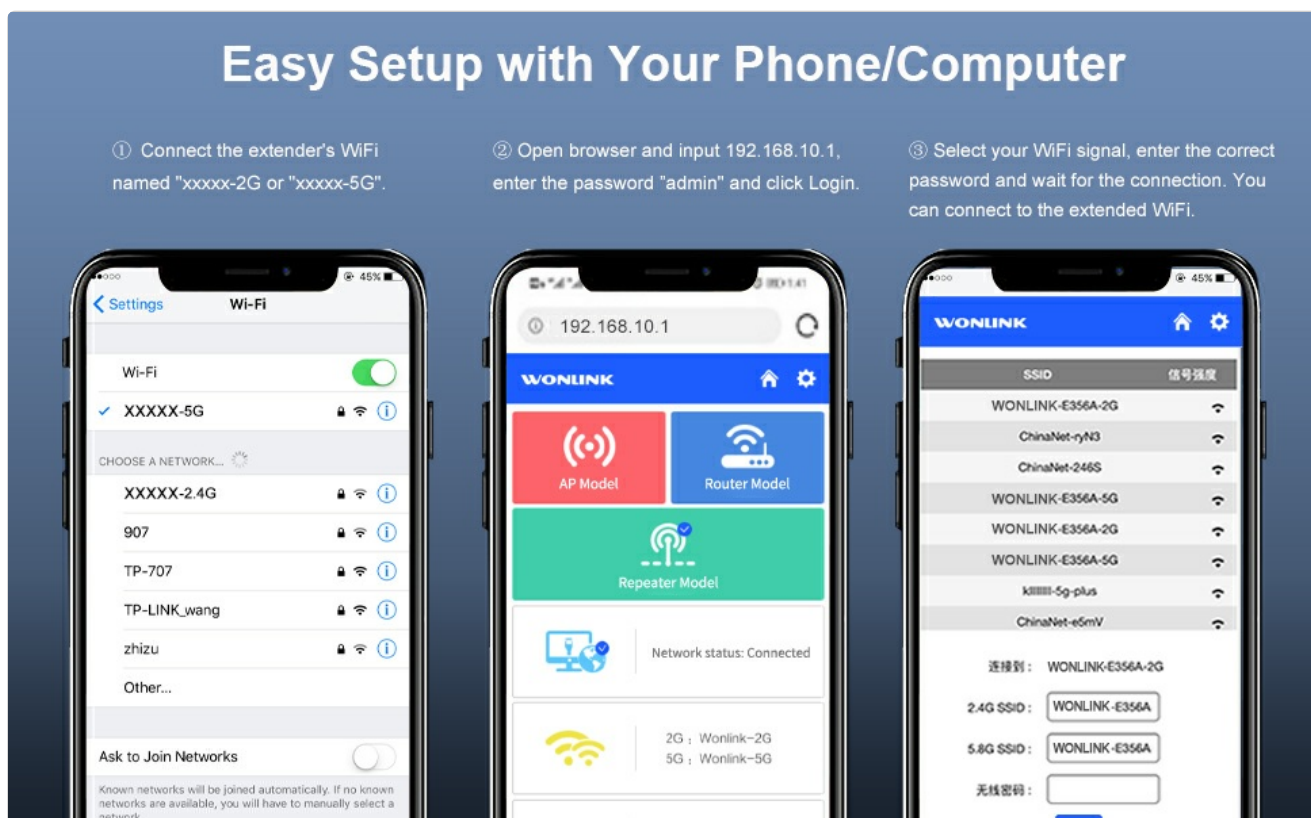 Easy Setup with Your Phone/Computer
① Connect the extender's WiFi
named "xxxxx-2G or "xxxxx-5G".
② Open browser and input 192.168.10.1,
enter the password "admin" and click Login.
③ Select your WiFi signal, enter the correct
password and wait for the connection. You
can connect to the extended WiFi.
45%
Settings
Wi-Fi
Wi-Fi
XXXXX-5G
CHOOSE A NETWORK...
XXXXX-2.4G
907
TP-707
TP-LINK_wang
zhizu
Other...
Ask to Join Networks
Known networks will be joined automatically. If no known
networks are available, you will have to manually select a
network.
1:41
192.168.10.1
WONLINK
AP Model
Router Model
Repeater Model
Network status: Connected
2G : Wonlink-2G
5G : Wonlink-5G
45%
WONLINK
SSID 信号强度
WONLINK-E356A-2G
ChinaNet-ryN3
ChinaNet-246S
WONLINK-E356A-5G
WONLINK-E356A-2G
WONLINK-E356A-5G
ChinaNet-e5mV
连接到: WONLINK-E356A-2G
2.4G SSID: WONLINK-E356A
5.8G SSID: WONLINK-E356A
无线密码: